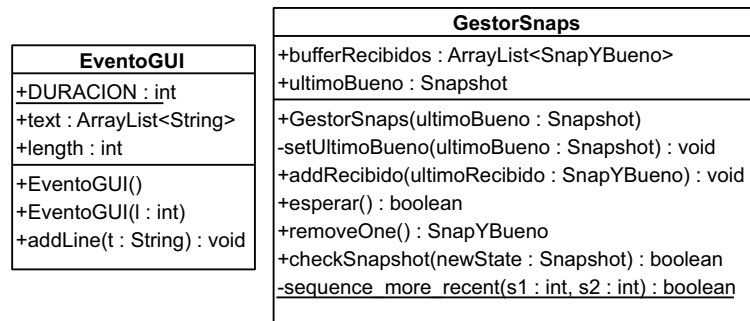 EventoGUI
+DURACION : int
+text : ArrayList<String>
+length : int
+EventoGUI()
+EventoGUI(l : int)
+addLine(t : String) : void
GestorSnaps
+bufferRecibidos : ArrayList<SnapYBueno>
+ultimoBueno : Snapshot
+GestorSnaps(ultimoBueno : Snapshot)
-setUltimoBueno(ultimoBueno : Snapshot) : void
+addRecibido(ultimoRecibido : SnapYBueno) : void
+esperar() : boolean
+removeOne() : SnapYBueno
+checkSnapshot(newState : Snapshot) : boolean
-sequence_more_recent(s1 : int, s2 : int) : boolean